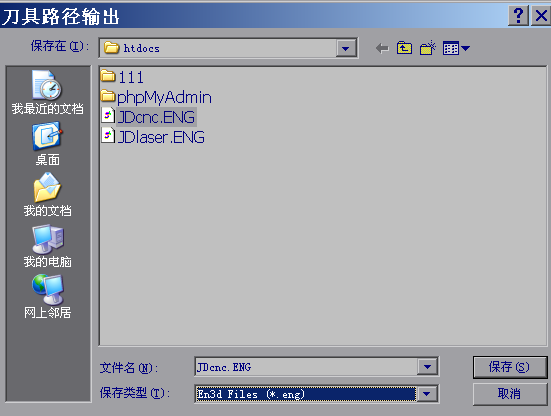 刀具路径输出
保存在(I):
htdocs
我最近的文档
桌面
我的文档
我的电脑
网上邻居
111
phpMyAdmin
JDcnc.ENG
JDlaser.ENG
文件名(N):
JDcnc.ENG
保存(S)
保存类型(T):
En3d Files (*.eng)
取消